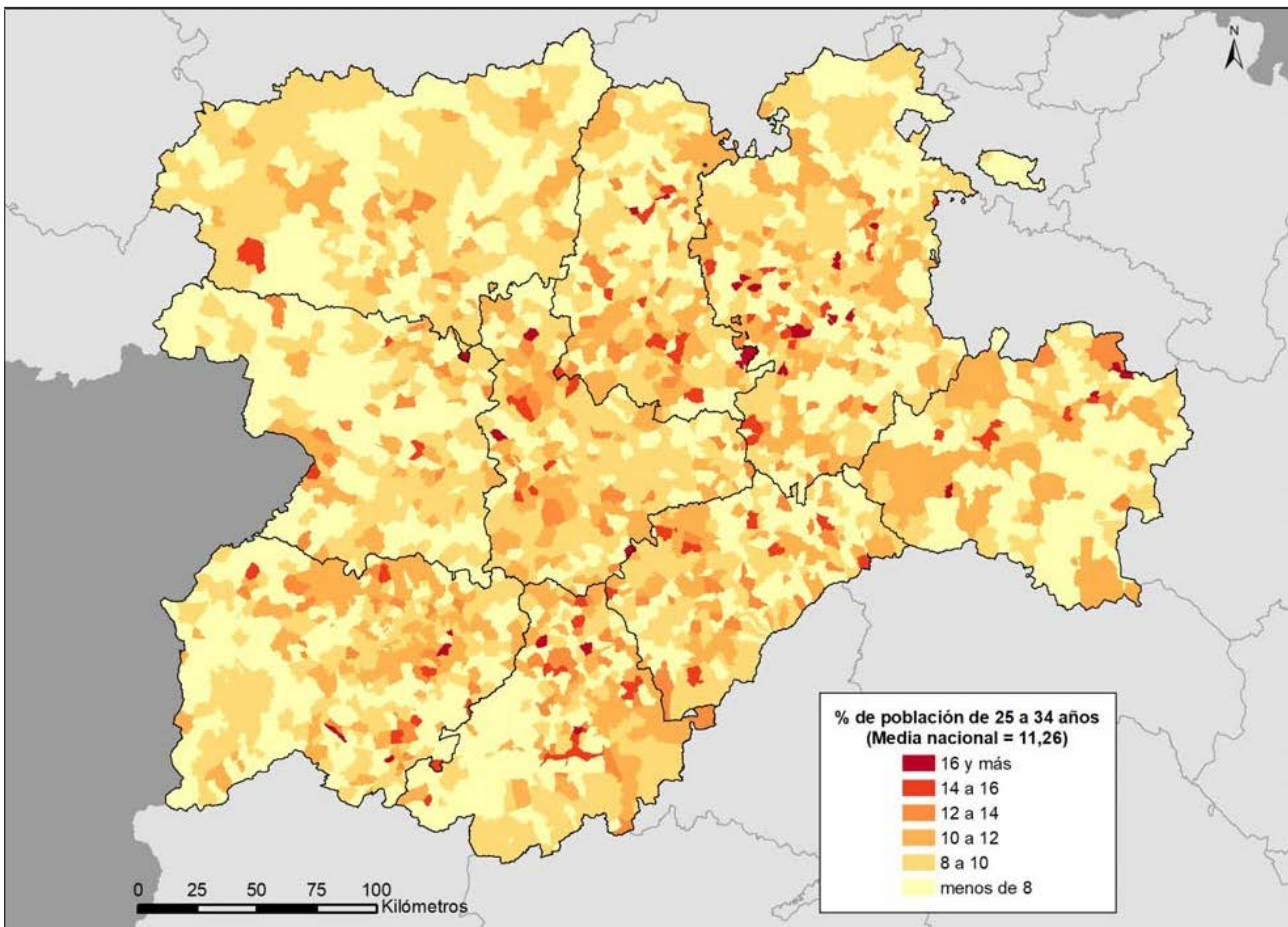 N
% de población de 25 a 34 años
(Media nacional = 11,26)
16 y más
14 a 16
12 a 14
10 a 12
8 a 10
menos de 8
0 25 50 75 100
Kilómetros